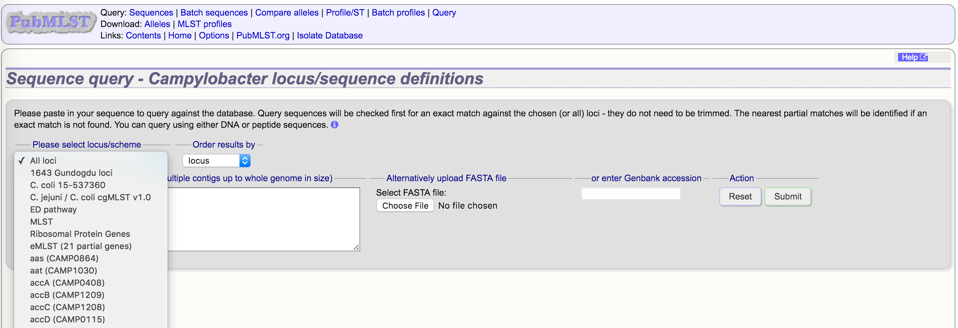 PubMLST
Query: Sequences | Batch sequences | Compare alleles | Profile/ST | Batch profiles | Query
Download: Alleles | MLST profiles
Links: Contents | Home | Options | PubMLST.org | Isolate Database
Help
Sequence query - Campylobacter locus/sequence definitions
Please paste in your sequence to query against the database. Query sequences will be checked first for an exact match against the chosen (or all) loci - they do not need to be trimmed. The nearest partial matches will be identified if an
exact match is not found. You can query using either DNA or peptide sequences.
Please select locus/scheme
Order results by
✓ All loci
locus
1643 Gundogdu loci
C. coli 15-537360
C. jejuni / C. coli cgMLST v1.0
ED pathway
MLST
Ribosomal Protein Genes
eMLST (21 partial genes)
aas (CAMP0864)
aat (CAMP1030)
accA (CAMP0408)
accB (CAMP1209)
accC (CAMP1208)
accD (CAMP0115)
ultiple contigs up to whole genome in size)
Alternatively upload FASTA file
Select FASTA file:
Choose File No file chosen
or enter Genbank accession
Action
Reset Submit